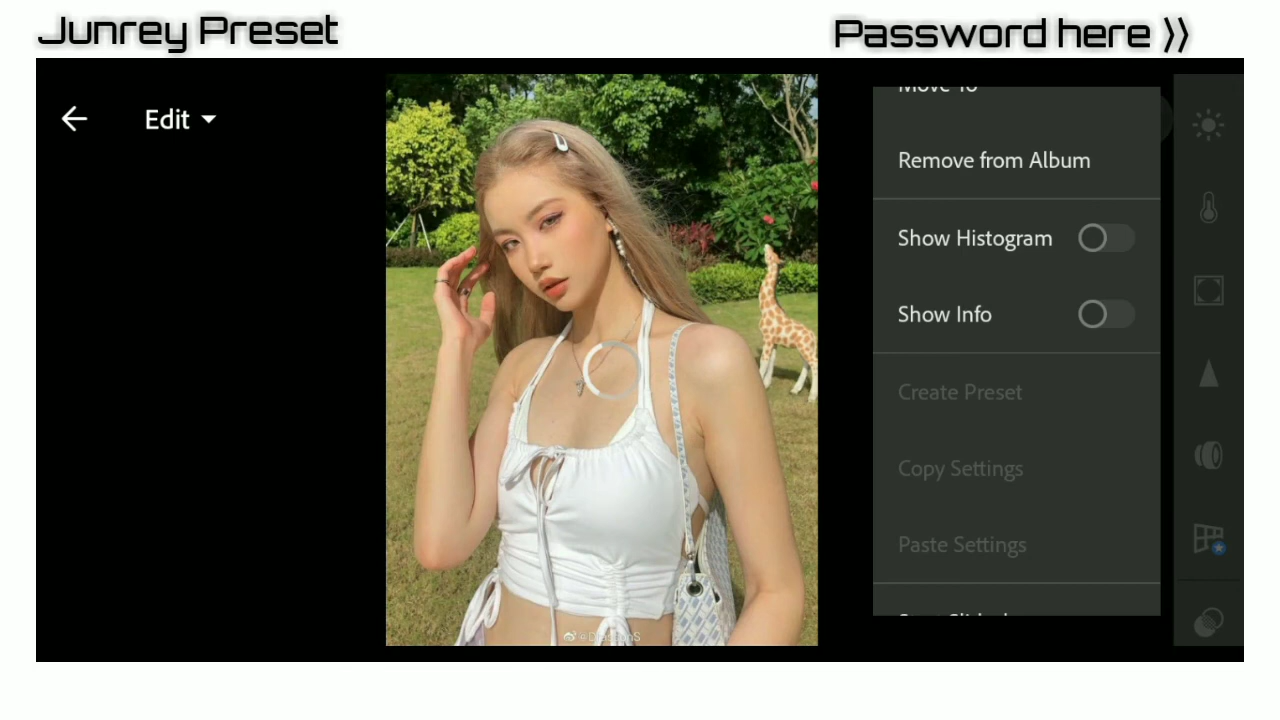 Junrey Preset
Password here ⟩⟩
Edit
Remove from Album
Show Histogram
Show Info
Create Preset
Copy Settings
Paste Settings